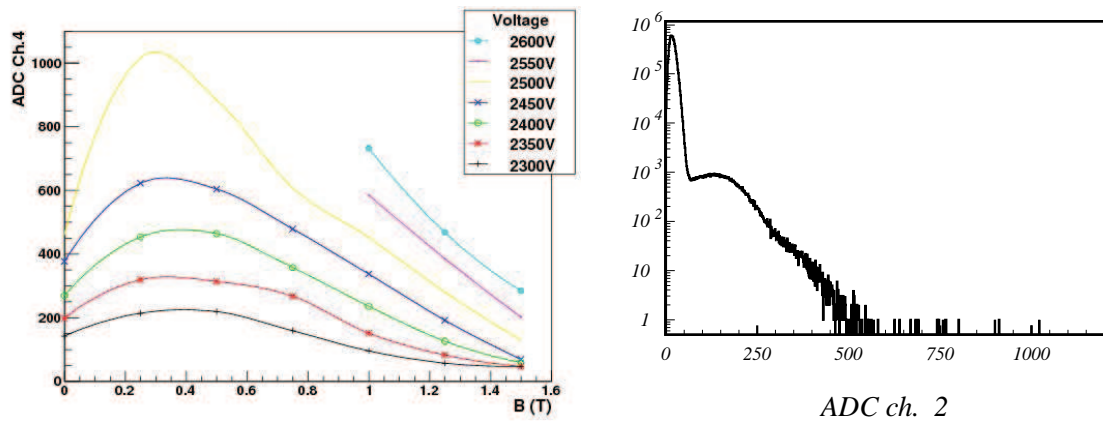 ADC Ch.4
1000
800
600
400
200
0
0
0.2
0.4
0.6
0.8
1
1.2
1.4
1.6
B (T)
Voltage
2600V
2550V
2500V
2450V
2400V
2350V
2300V
10^6
10^5
10^4
10^3
10^2
10
1
0
250
500
750
1000
ADC ch. 2